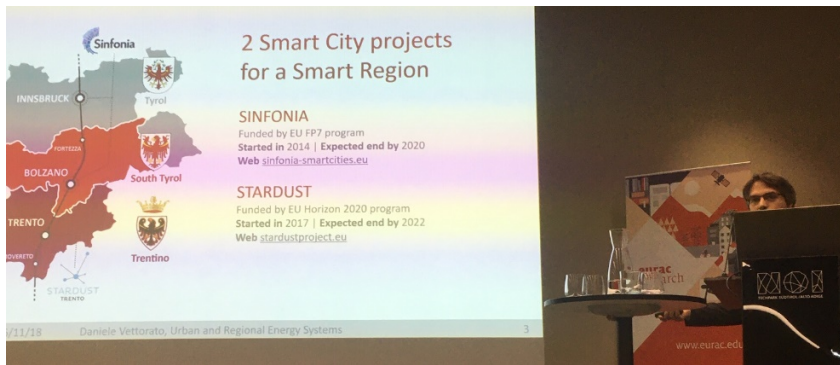 Sinfonia
INNSBRUCK
Tyrol
FORTEZZA
BOLZANO
South Tyrol
TRENTO
Trentino
STARDUST
TRENTO
2 Smart City projects
for a Smart Region
SINFONIA
Funded by EU FP7 program
Started in 2014 | Expected end by 2020
Web sinfonia-smartcities.eu
STARDUST
Funded by EU Horizon 2020 program
Started in 2017 | Expected end by 2022
Web stardustproject.eu
/11/18 Daniele Vettorato, Urban and Regional Energy Systems 3
eurac
www.eurac.edu
NOI